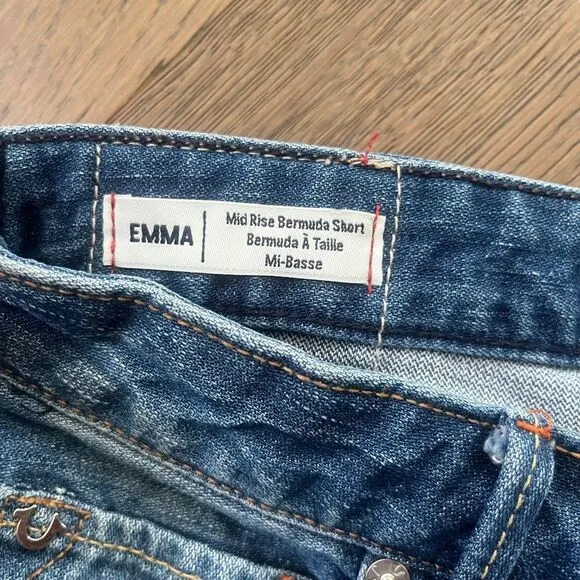 EMMA
Mid Rise Bermuda Short
Bermuda À Taille
Mi-Basse